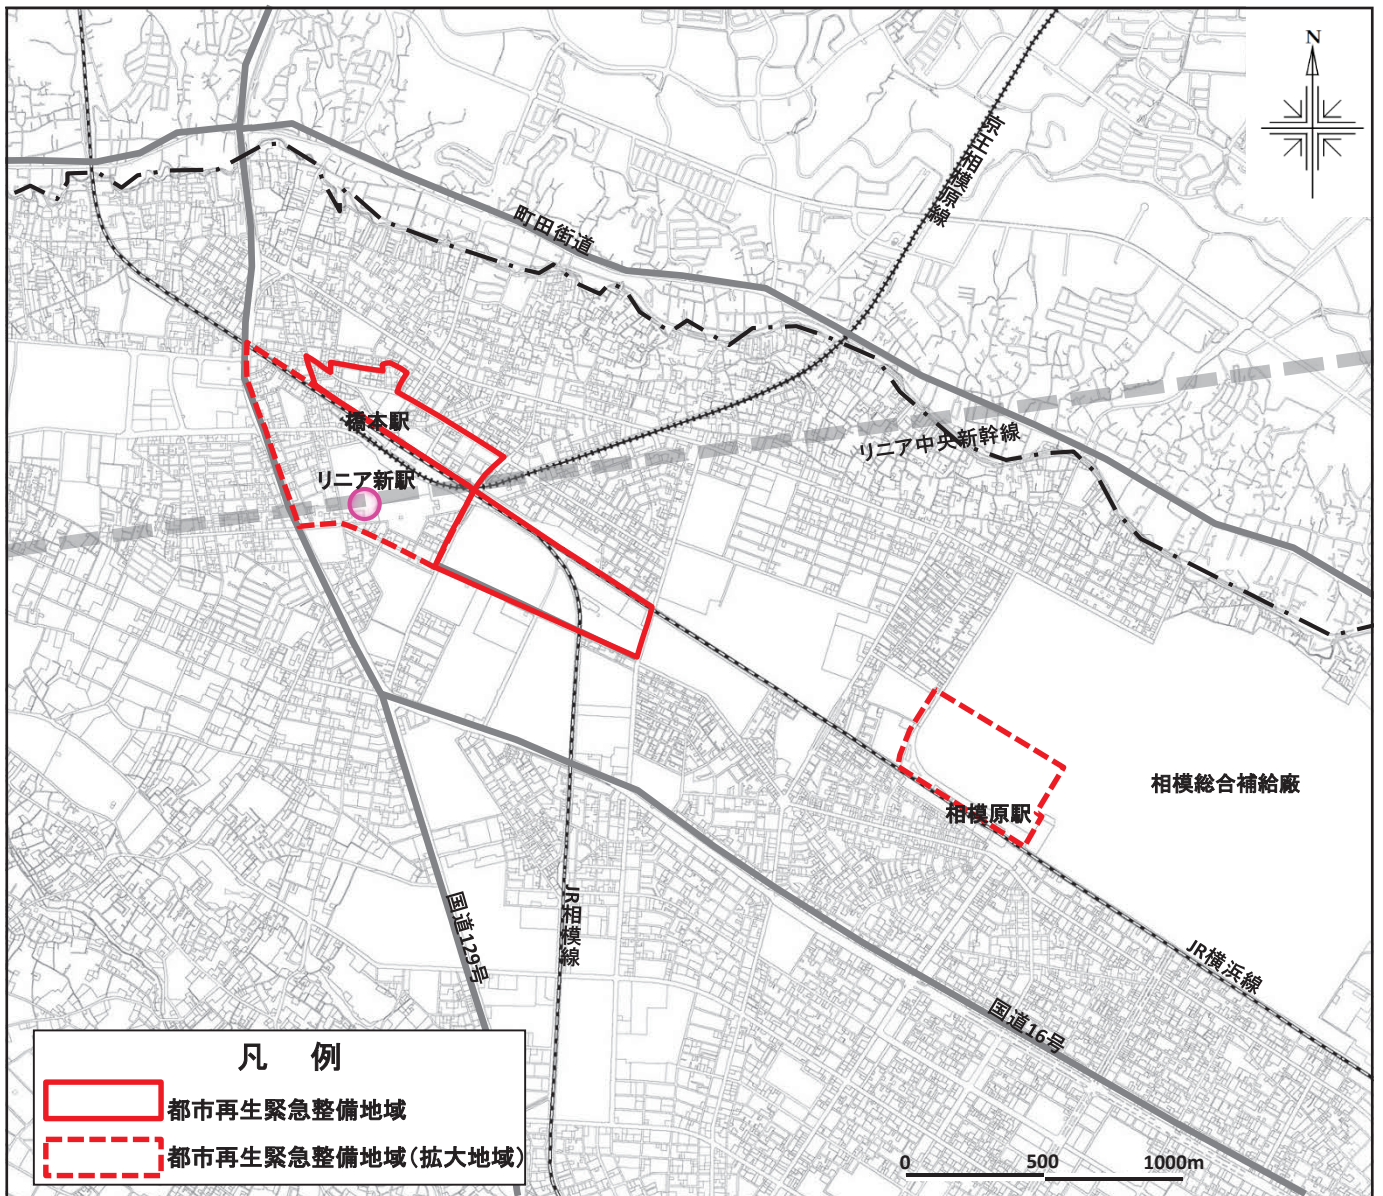 N
京王相模原線
町田街道
橋本駅
リニア中央新幹線
リニア新駅
相模総合補給廠
相模原駅
国道129号
JR相模線
JR横浜線
国道16号
凡 例
都市再生緊急整備地域
都市再生緊急整備地域(拡大地域)
0 500 1000m